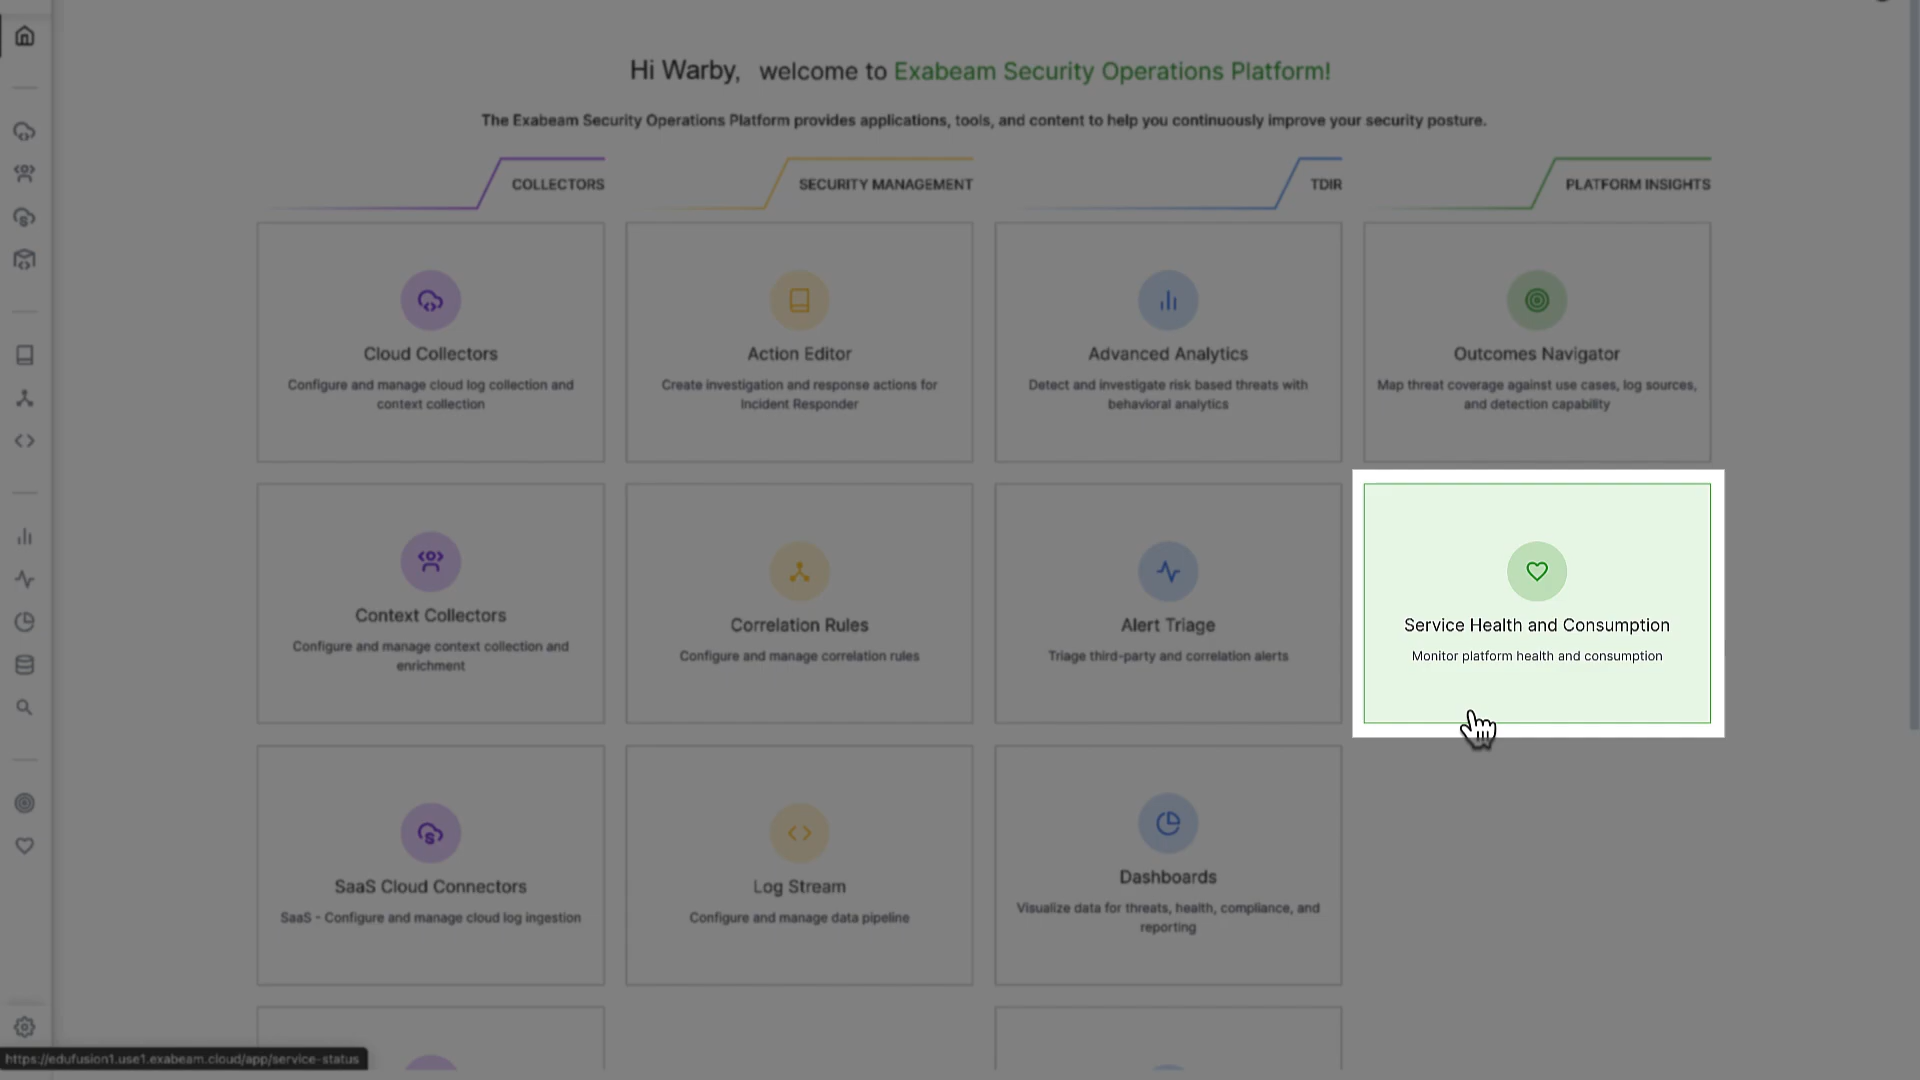 Hi Warby, welcome to Exabeam Security Operations Platform!
The Exabeam Security Operations Platform provides applications, tools, and content to help you continuously improve your security posture.
COLLECTORS
SECURITY MANAGEMENT
TDIR
PLATFORM INSIGHTS
Cloud Collectors
Configure and manage cloud log collection and
context collection
Action Editor
Create investigation and response actions for
Incident Responder
Advanced Analytics
Detect and investigate risk based threats with
behavioral analytics
Outcomes Navigator
Map threat coverage against use cases, log sources,
and detection capability
Context Collectors
Configure and manage context collection and
enrichment
Correlation Rules
Configure and manage correlation rules
Alert Triage
Triage third-party and correlation alerts
Service Health and Consumption
Monitor platform health and consumption
SaaS Cloud Connectors
SaaS - Configure and manage cloud log ingestion
Log Stream
Configure and manage data pipeline
Dashboards
Visualize data for threats, health, compliance, and
reporting
https://edufusion1.use1.exabeam.cloud/app/service-status